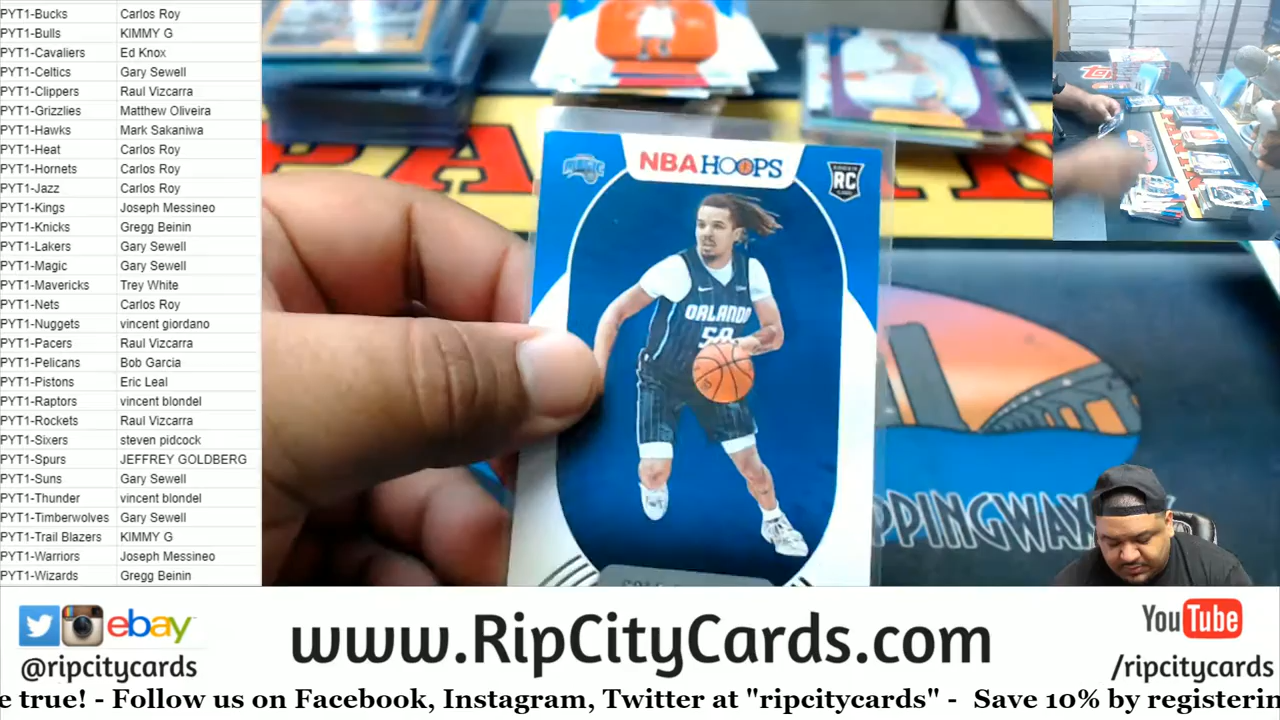 PYT1-Bucks Carlos Roy
PYT1-Bulls KIMMY G
PYT1-Cavaliers Ed Knox
PYT1-Celtics Gary Sewell
PYT1-Clippers Raul Vizcarra
PYT1-Grizzlies Matthew Oliveira
PYT1-Hawks Mark Sakaniwa
PYT1-Heat Carlos Roy
PYT1-Hornets Carlos Roy
PYT1-Jazz Carlos Roy
PYT1-Kings Joseph Messineo
PYT1-Knicks Gregg Beinin
PYT1-Lakers Gary Sewell
PYT1-Magic Gary Sewell
PYT1-Mavericks Trey White
PYT1-Nets Carlos Roy
PYT1-Nuggets vincent giordano
PYT1-Pacers Raul Vizcarra
PYT1-Pelicans Bob Garcia
PYT1-Pistons Eric Leal
PYT1-Raptors vincent blondel
PYT1-Rockets Raul Vizcarra
PYT1-Sixers steven pidcock
PYT1-Spurs JEFFREY GOLDBERG
PYT1-Suns Gary Sewell
PYT1-Thunder vincent blondel
PYT1-Timberwolves Gary Sewell
PYT1-Trail Blazers KIMMY G
PYT1-Warriors Joseph Messineo
PYT1-Wizards Gregg Beinin
MAGIC
NBA HOOPS
RC
ORLANDO
50
PPINGWAX
ebay
@ripcitycards
www.RipCityCards.com
YouTube
/ripcitycards
e true! - Follow us on Facebook, Instagram, Twitter at "ripcitycards" - Save 10% by registerin